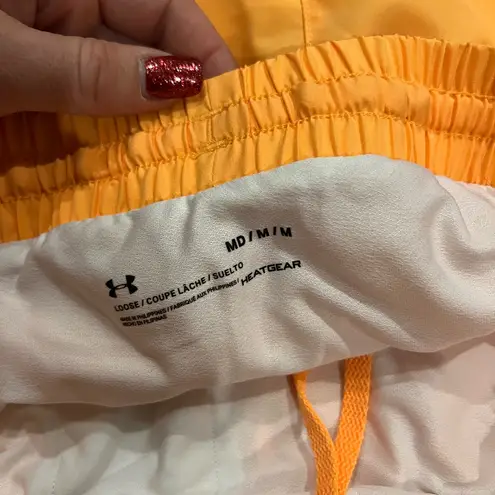 MD / M / M
LOOSE / COUPE LÂCHE / SUELTO
MADE IN PHILIPPINES / FABRIQUÉ AUX PHILIPPINES /
HECHO EN FILIPINAS
HEATGEAR